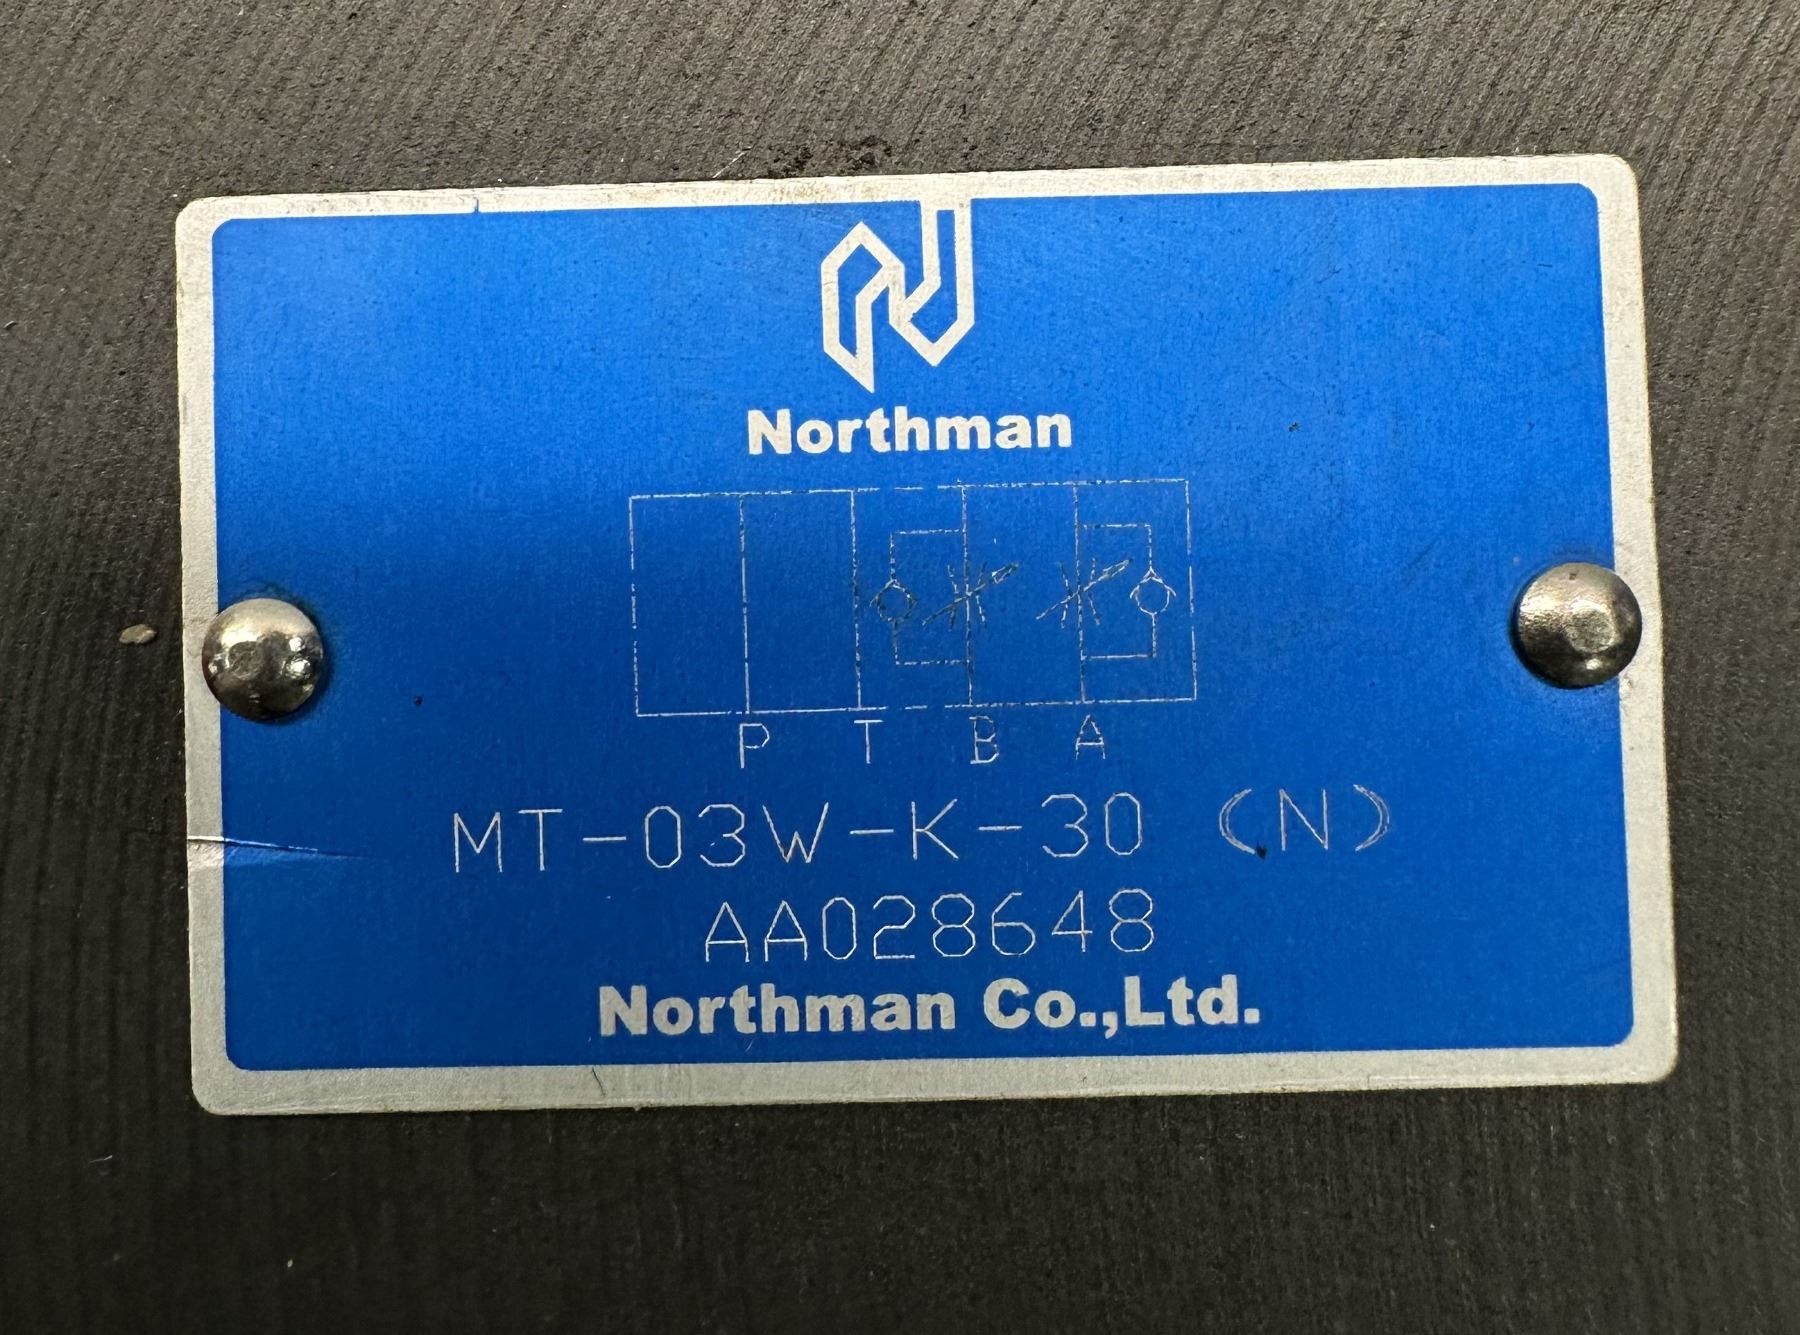 Northman
P T B A
MT-03W-K-30 (N)
AA028648
Northman Co.,Ltd.